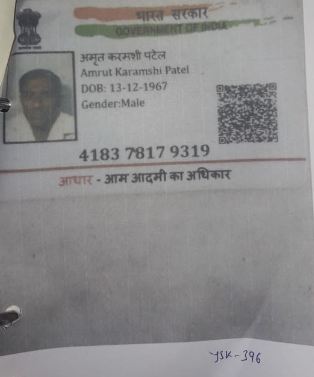 भारत सरकार
GOVERNMENT OF INDIA
अमृत करमशी पटेल
Amrut Karamshi Patel
DOB: 13-12-1967
Gender:Male
4183 7817 9319
आधार - आम आदमी का अधिकार
JSK-396